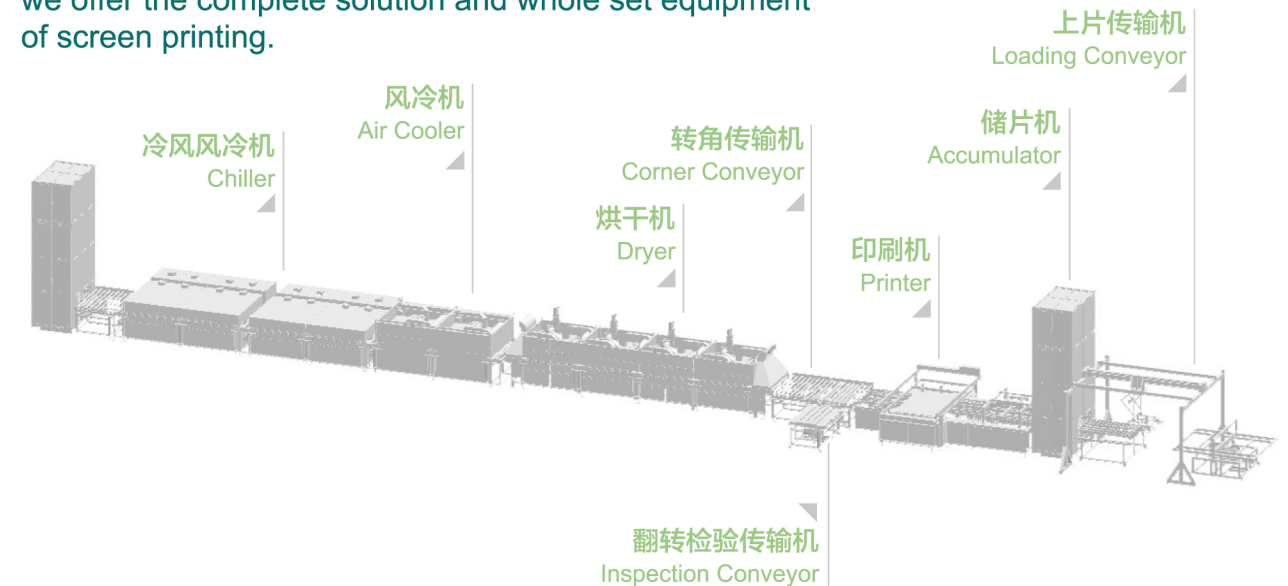 we offer the complete solution and whole set equipment
of screen printing.
上片传输机
Loading Conveyor
风冷机
Air Cooler
储片机
Accumulator
转角传输机
Corner Conveyor
冷风风冷机
Chiller
烘干机
Dryer
印刷机
Printer
翻转检验传输机
Inspection Conveyor